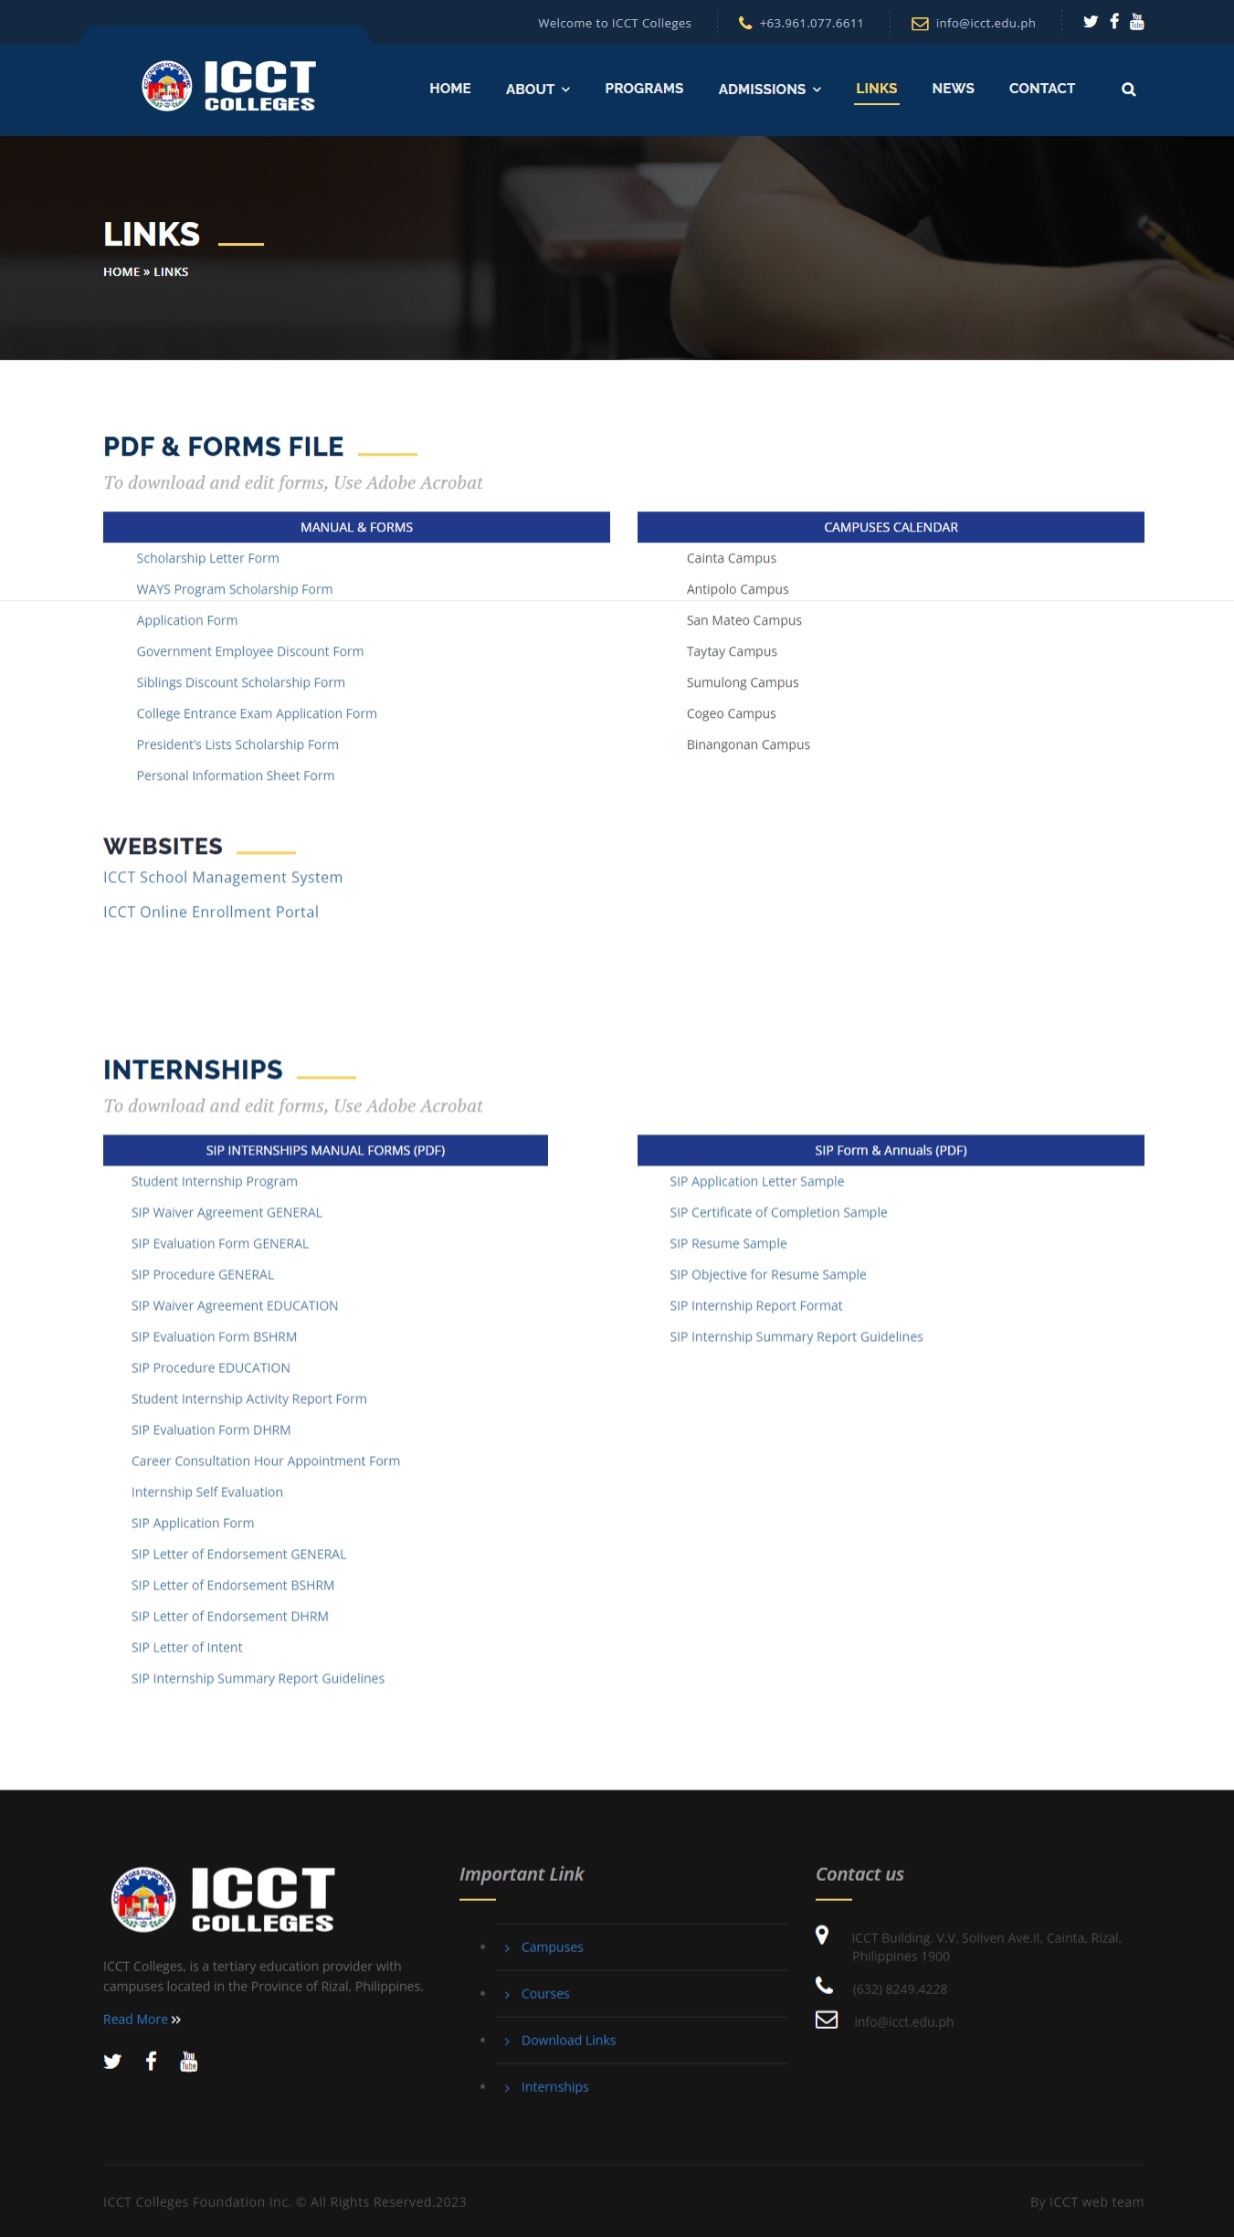 Welcome to ICCT Colleges
+63.961.077.6611
info@icct.edu.ph
ICCT
COLLEGES
HOME
ABOUT
PROGRAMS
ADMISSIONS
LINKS
NEWS
CONTACT
LINKS
HOME » LINKS
PDF & FORMS FILE
To download and edit forms, Use Adobe Acrobat
MANUAL & FORMS
Scholarship Letter Form
WAYS Program Scholarship Form
Application Form
Government Employee Discount Form
Siblings Discount Scholarship Form
College Entrance Exam Application Form
President's Lists Scholarship Form
Personal Information Sheet Form
CAMPUSES CALENDAR
Cainta Campus
Antipolo Campus
San Mateo Campus
Taytay Campus
Sumulong Campus
Cogeo Campus
Binangonan Campus
WEBSITES
ICCT School Management System
ICCT Online Enrollment Portal
INTERNSHIPS
To download and edit forms, Use Adobe Acrobat
SIP INTERNSHIPS MANUAL FORMS (PDF)
Student Internship Program
SIP Waiver Agreement GENERAL
SIP Evaluation Form GENERAL
SIP Procedure GENERAL
SIP Waiver Agreement EDUCATION
SIP Evaluation Form BSHRM
SIP Procedure EDUCATION
Student Internship Activity Report Form
SIP Evaluation Form DHRM
Career Consultation Hour Appointment Form
Internship Self Evaluation
SIP Application Form
SIP Letter of Endorsement GENERAL
SIP Letter of Endorsement BSHRM
SIP Letter of Endorsement DHRM
SIP Letter of Intent
SIP Internship Summary Report Guidelines
SIP Form & Annuals (PDF)
SIP Application Letter Sample
SIP Certificate of Completion Sample
SIP Resume Sample
SIP Objective for Resume Sample
SIP Internship Report Format
SIP Internship Summary Report Guidelines
ICCT
COLLEGES
ICCT Colleges, is a tertiary education provider with
campuses located in the Province of Rizal, Philippines.
Read More »
You
Tube
Important Link
Campuses
Courses
Download Links
Internships
Contact us
ICCT Building. V.V. Soliven Ave.II, Cainta, Rizal,
Philippines 1900
(632) 8249.4228
info@icct.edu.ph
ICCT Colleges Foundation Inc. © All Rights Reserved.2023
By ICCT web team